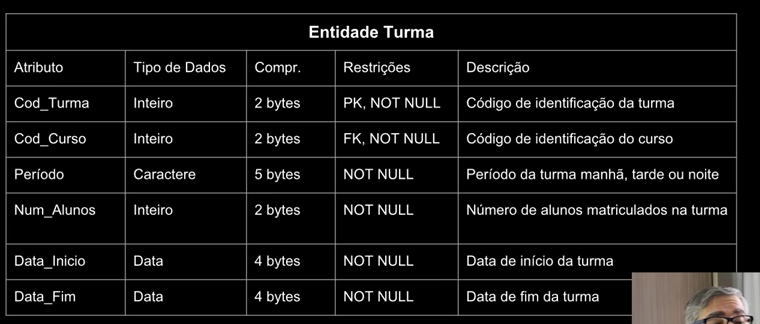 Entidade Turma
Atributo Tipo de Dados Compr. Restrições Descrição
Cod_Turma Inteiro 2 bytes PK, NOT NULL Código de identificação da turma
Cod_Curso Inteiro 2 bytes FK, NOT NULL Código de identificação do curso
Período Caractere 5 bytes NOT NULL Período da turma manhã, tarde ou noite
Num_Alunos Inteiro 2 bytes NOT NULL Número de alunos matriculados na turma
Data_Inicio Data 4 bytes NOT NULL Data de início da turma
Data_Fim Data 4 bytes NOT NULL Data de fim da turma